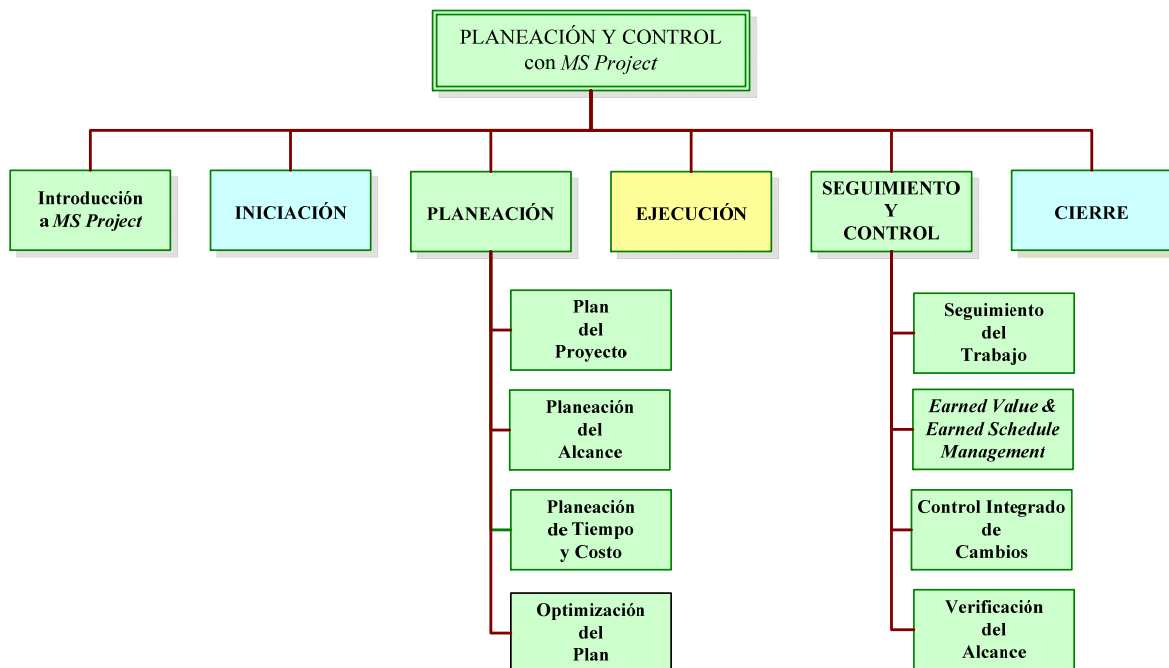 PLANEACIÓN Y CONTROL
con MS Project
Introducción
a MS Project
INICIACIÓN
PLANEACIÓN
EJECUCIÓN
SEGUIMIENTO
Y
CONTROL
CIERRE
Plan
del
Proyecto
Planeación
del
Alcance
Planeación
de Tiempo
y Costo
Optimización
del
Plan
Seguimiento
del
Trabajo
Earned Value &
Earned Schedule
Management
Control Integrado
de
Cambios
Verificación
del
Alcance